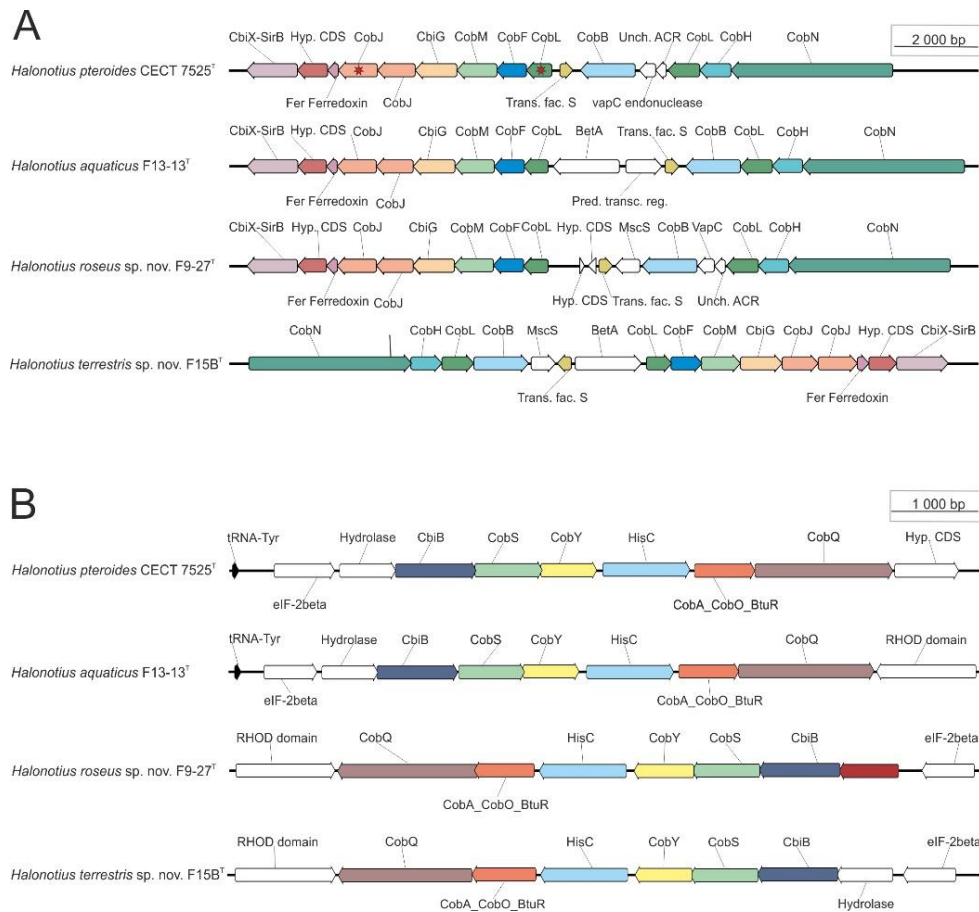 A
2 000 bp
CbiX-SirB Hyp. CDS CobJ CbiG CobM CobF CobL CobB Unch. ACR CobL CobH CobN
Halonotius pteroides CECT 7525ᵀ
Fer Ferredoxin CobJ Trans. fac. S vapC endonuclease
CbiX-SirB Hyp. CDS CobJ CbiG CobM CobF CobL BetA Trans. fac. S CobB CobL CobH CobN
Halonotius aquaticus F13-13ᵀ
Fer Ferredoxin CobJ Pred. transc. reg.
CbiX-SirB Hyp. CDS CobJ CbiG CobM CobF CobL Hyp. CDS MscS CobB VapC CobL CobH CobN
Halonotius roseus sp. nov. F9-27ᵀ
Fer Ferredoxin CobJ Hyp. CDS Trans. fac. S Unch. ACR
CobN CobH CobL CobB MscS BetA CobL CobF CobM CbiG CobJ CobJ Hyp. CDS CbiX-SirB
Halonotius terrestris sp. nov. F15Bᵀ
Trans. fac. S Fer Ferredoxin
B
1 000 bp
tRNA-Tyr Hydrolase CbiB CobS CobY HisC CobQ Hyp. CDS
Halonotius pteroides CECT 7525ᵀ
eIF-2beta CobA_CobO_BtuR
tRNA-Tyr Hydrolase CbiB CobS CobY HisC CobQ RHOD domain
Halonotius aquaticus F13-13ᵀ
eIF-2beta CobA_CobO_BtuR
RHOD domain CobQ HisC CobY CobS CbiB eIF-2beta
Halonotius roseus sp. nov. F9-27ᵀ
CobA_CobO_BtuR
RHOD domain CobQ HisC CobY CobS CbiB eIF-2beta
Halonotius terrestris sp. nov. F15Bᵀ
CobA_CobO_BtuR Hydrolase